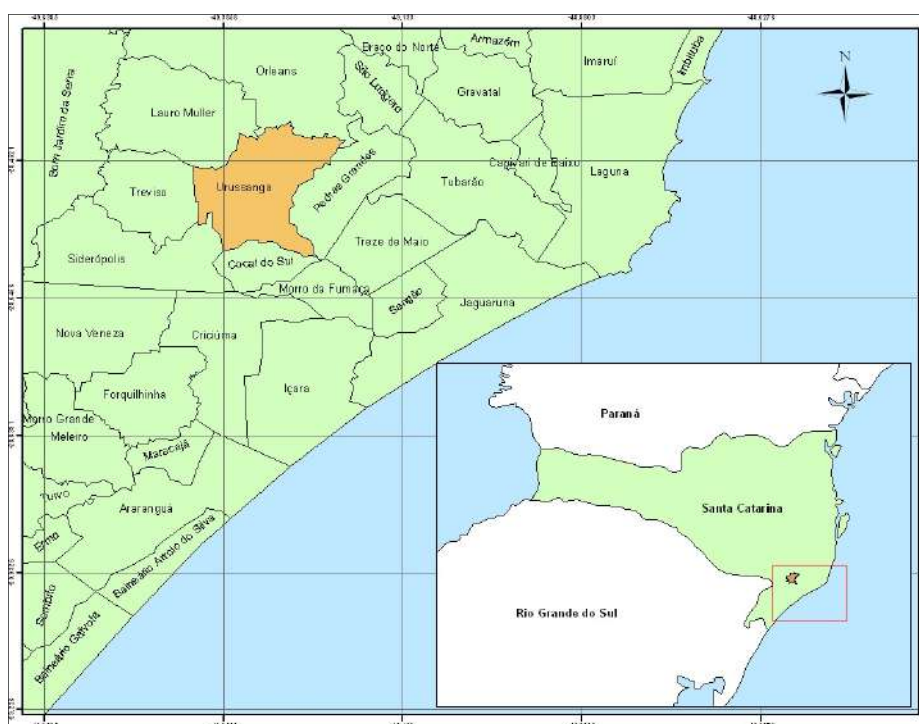 Armazém
Braço do Norte
Imaruí
Imbituba
Orleans
São Ludgero
Gravatal
Bom Jardim da Serra
Lauro Muller
N
Capivari de Baixo
Laguna
Urussanga
Pedras Grandes
Tubarão
Treviso
Treze de Maio
Siderópolis
Cocal do Sul
Morro da Fumaça
Sangão
Jaguaruna
Nova Veneza
Criciúma
Içara
Forquilhinha
Morro Grande
Meleiro
Maracajá
Turvo
Araranguá
Ermo
Balneário Arroio do Silva
Sombrio
Balneário Gaivota
Paraná
Santa Catarina
Rio Grande do Sul